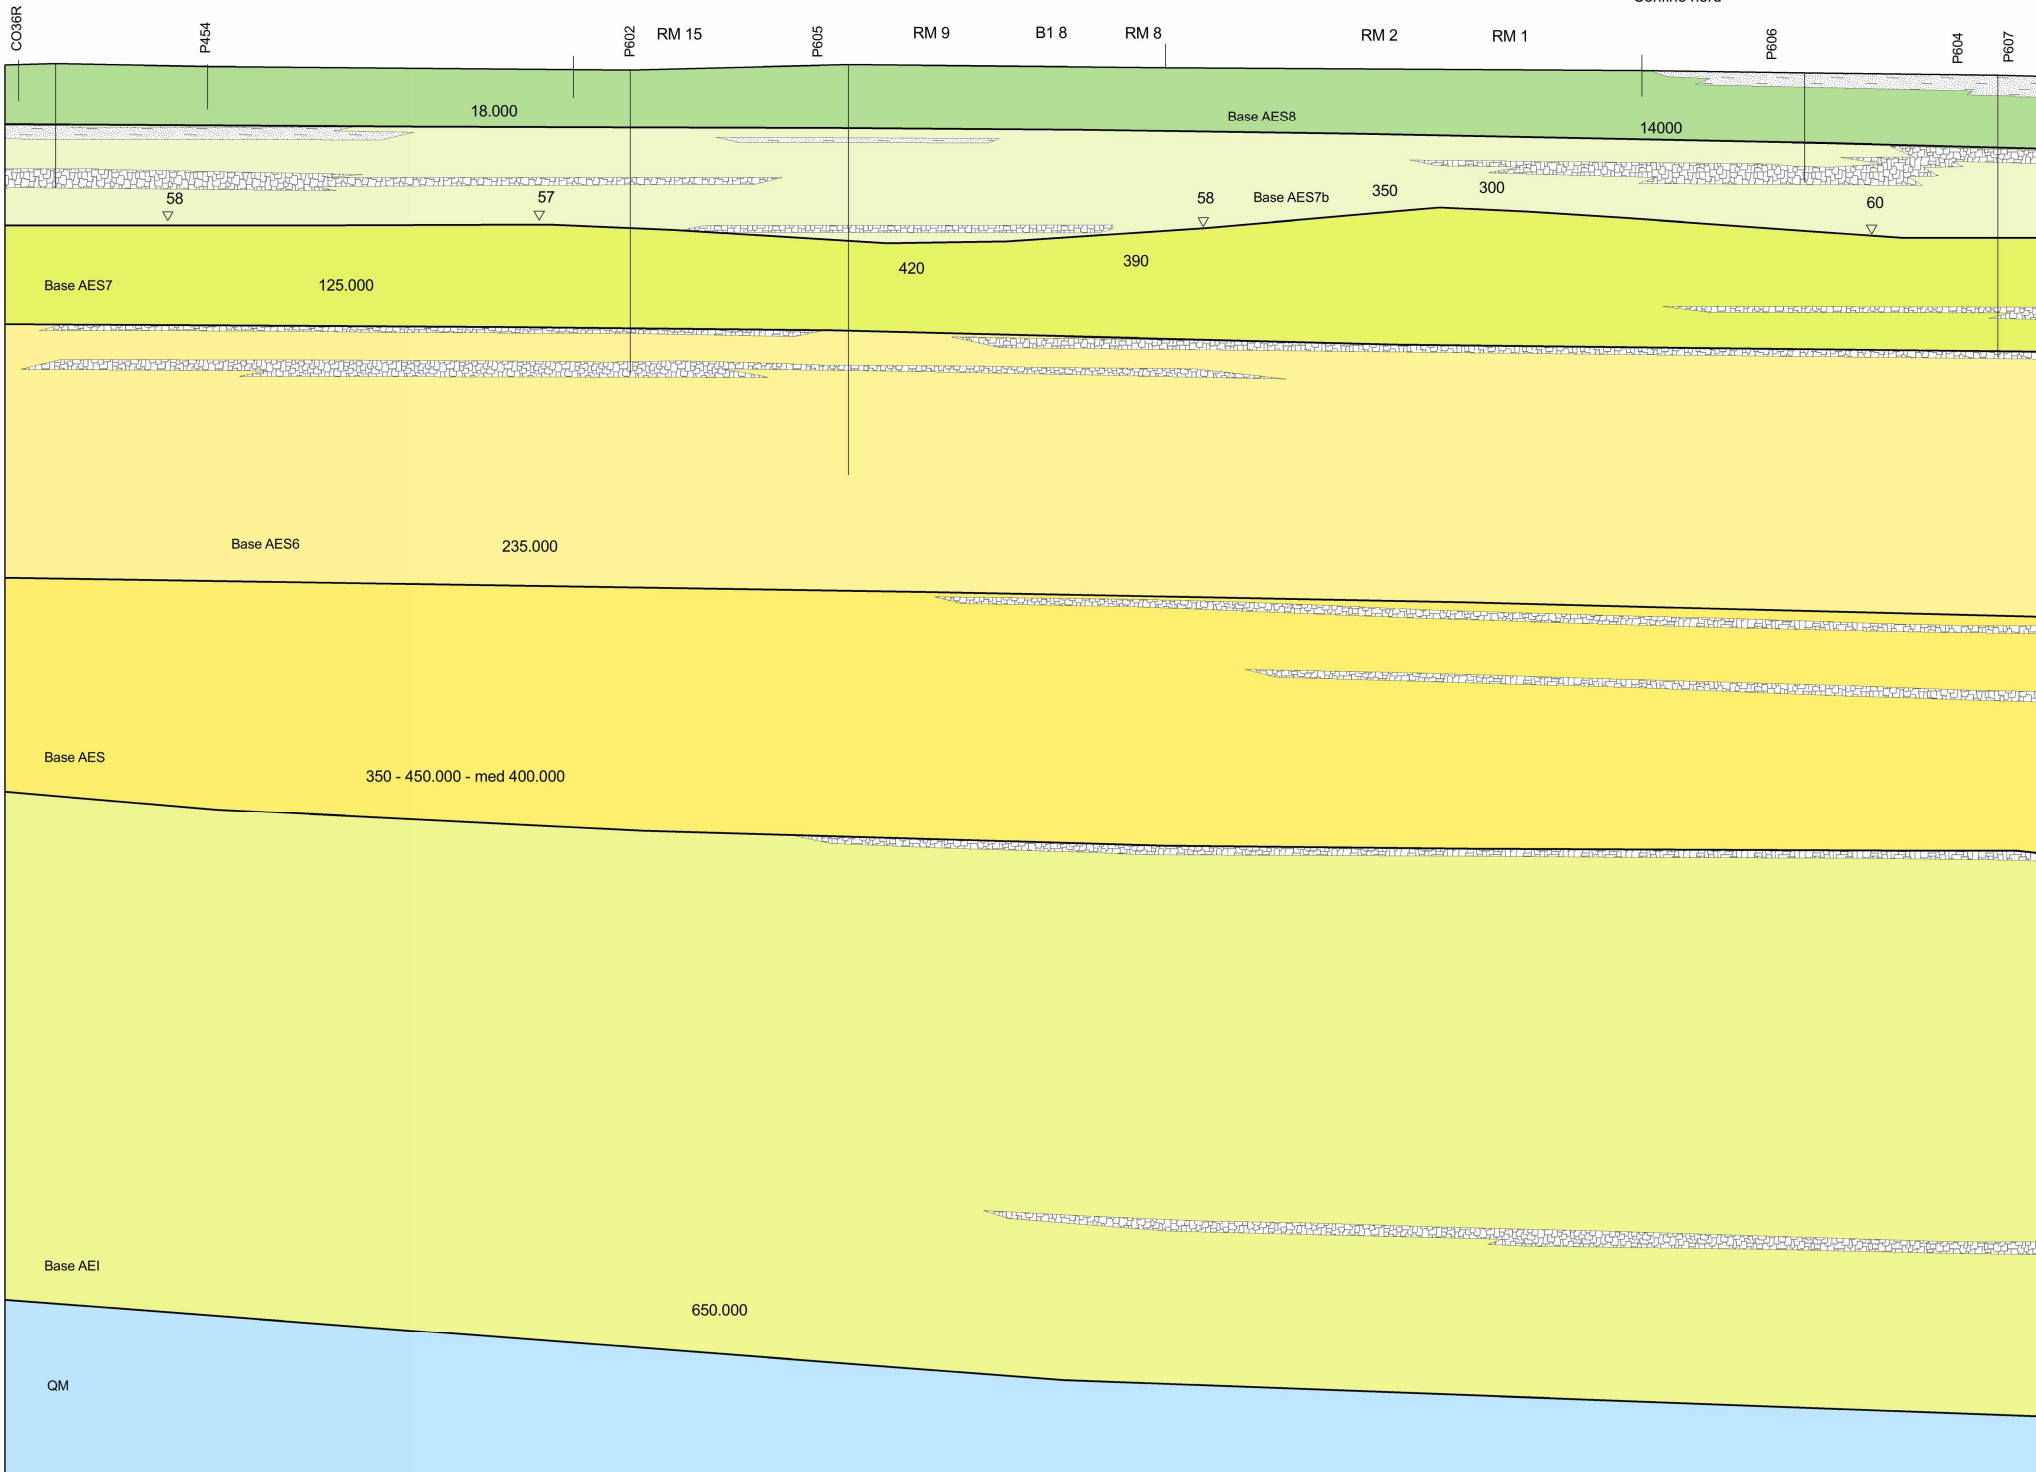 CO36R
P454
P602
RM 15
P605
RM 9
B1 8
RM 8
RM 2
RM 1
P606
P604
P607
18.000
Base AES8
14000
58
57
58
Base AES7b
350
300
60
420
390
Base AES7
125.000
Base AES6
235.000
Base AES
350 - 450.000 - med 400.000
Base AEI
650.000
QM